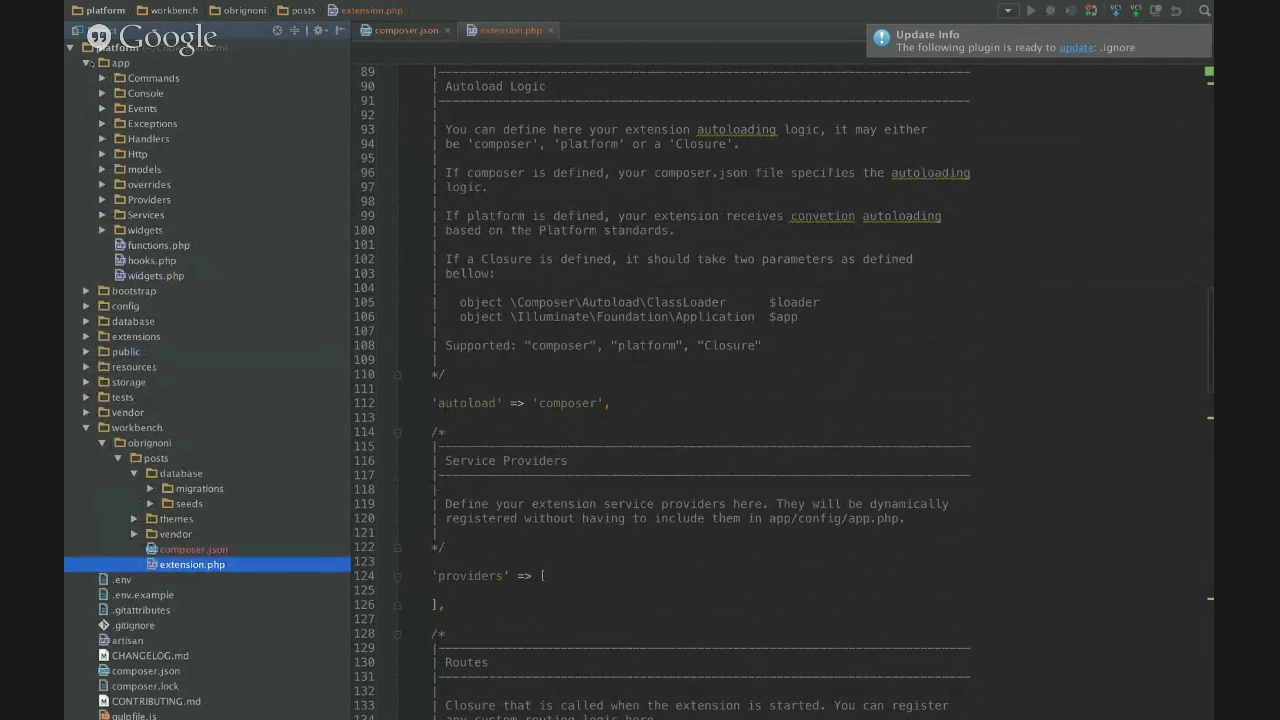 platform workbench obrignoni posts extension.php
Google
composer.json extension.php
Update Info
The following plugin is ready to update: .ignore
platform
app
Commands
Console
Events
Exceptions
Handlers
Http
models
overrides
Providers
Services
widgets
functions.php
hooks.php
widgets.php
bootstrap
config
database
extensions
public
resources
storage
tests
vendor
workbench
obrignoni
posts
database
migrations
seeds
themes
vendor
composer.json
extension.php
.env
.env.example
.gitattributes
.gitignore
artisan
CHANGELOG.md
composer.json
composer.lock
CONTRIBUTING.md
gulpfile.js
89 |--------------------------------------------------------------------------
90 | Autoload Logic
91 |--------------------------------------------------------------------------
92 |
93 | You can define here your extension autoloading logic, it may either
94 | be 'composer', 'platform' or a 'Closure'.
95 |
96 | If composer is defined, your composer.json file specifies the autoloading
97 | logic.
98 |
99 | If platform is defined, your extension receives convetion autoloading
100 | based on the Platform standards.
101 |
102 | If a Closure is defined, it should take two parameters as defined
103 | bellow:
104 |
105 | object \Composer\Autoload\ClassLoader $loader
106 | object \Illuminate\Foundation\Application $app
107 |
108 | Supported: "composer", "platform", "Closure"
109 |
110 */
111
112 'autoload' => 'composer',
113
114 /*
115 |--------------------------------------------------------------------------
116 | Service Providers
117 |--------------------------------------------------------------------------
118 |
119 | Define your extension service providers here. They will be dynamically
120 | registered without having to include them in app/config/app.php.
121 |
122 */
123
124 'providers' => [
125
126 ],
127
128 /*
129 |--------------------------------------------------------------------------
130 | Routes
131 |--------------------------------------------------------------------------
132 |
133 | Closure that is called when the extension is started. You can register
134 | any custom routing logic here.